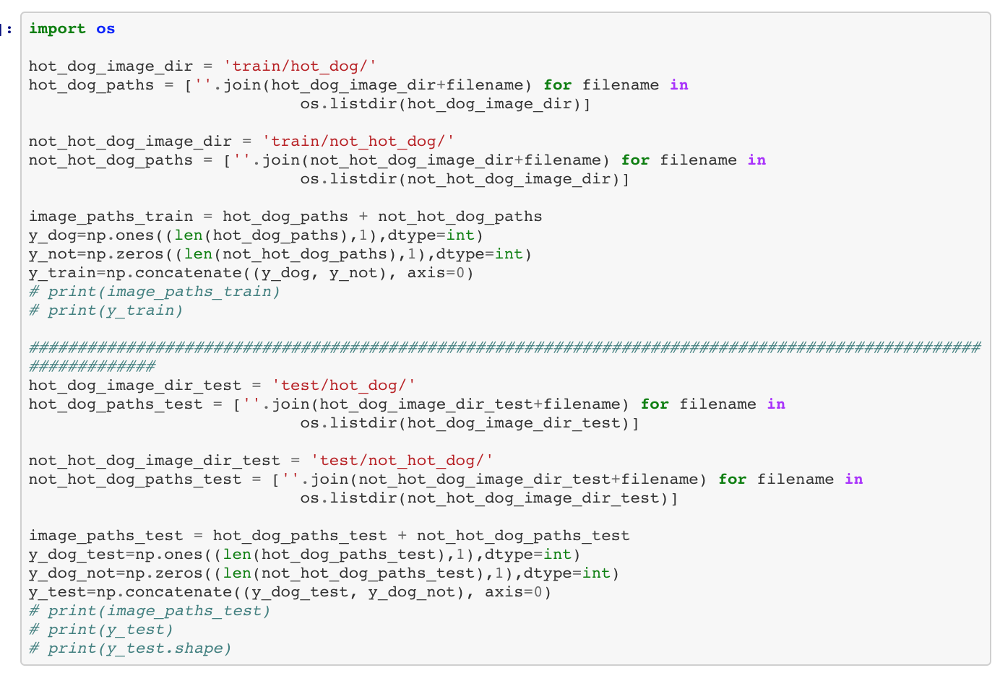 ]:
import os
hot_dog_image_dir = 'train/hot_dog/'
hot_dog_paths = [''.join(hot_dog_image_dir+filename) for filename in
os.listdir(hot_dog_image_dir)]
not_hot_dog_image_dir = 'train/not_hot_dog/'
not_hot_dog_paths = [''.join(not_hot_dog_image_dir+filename) for filename in
os.listdir(not_hot_dog_image_dir)]
image_paths_train = hot_dog_paths + not_hot_dog_paths
y_dog=np.ones((len(hot_dog_paths),1),dtype=int)
y_not=np.zeros((len(not_hot_dog_paths),1),dtype=int)
y_train=np.concatenate((y_dog, y_not), axis=0)
# print(image_paths_train)
# print(y_train)
##################################################################################################
#############
hot_dog_image_dir_test = 'test/hot_dog/'
hot_dog_paths_test = [''.join(hot_dog_image_dir_test+filename) for filename in
os.listdir(hot_dog_image_dir_test)]
not_hot_dog_image_dir_test = 'test/not_hot_dog/'
not_hot_dog_paths_test = [''.join(not_hot_dog_image_dir_test+filename) for filename in
os.listdir(not_hot_dog_image_dir_test)]
image_paths_test = hot_dog_paths_test + not_hot_dog_paths_test
y_dog_test=np.ones((len(hot_dog_paths_test),1),dtype=int)
y_dog_not=np.zeros((len(not_hot_dog_paths_test),1),dtype=int)
y_test=np.concatenate((y_dog_test, y_dog_not), axis=0)
# print(image_paths_test)
# print(y_test)
# print(y_test.shape)